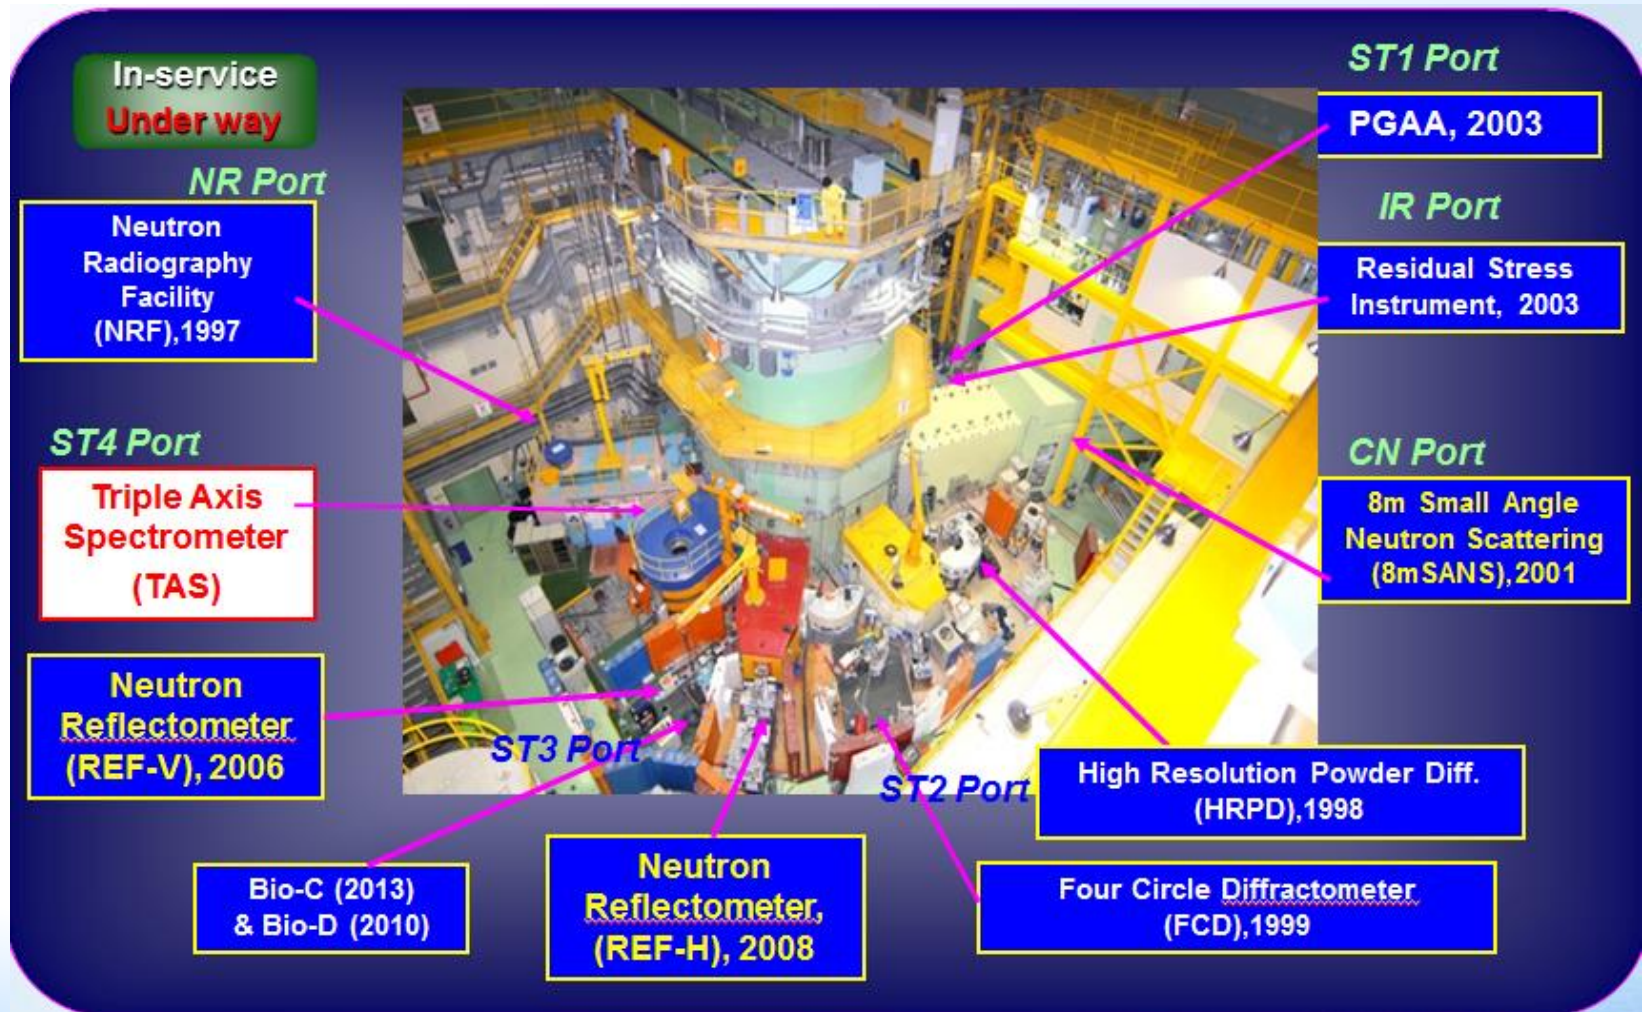 In-service
Under way
NR Port
Neutron
Radiography
Facility
(NRF),1997
ST4 Port
Triple Axis
Spectrometer
(TAS)
Neutron
Reflectometer
(REF-V), 2006
ST3 Port
Bio-C (2013)
& Bio-D (2010)
Neutron
Reflectometer,
(REF-H), 2008
ST1 Port
PGAA, 2003
IR Port
Residual Stress
Instrument, 2003
CN Port
8m Small Angle
Neutron Scattering
(8mSANS),2001
ST2 Port
High Resolution Powder Diff.
(HRPD),1998
Four Circle Diffractometer
(FCD),1999